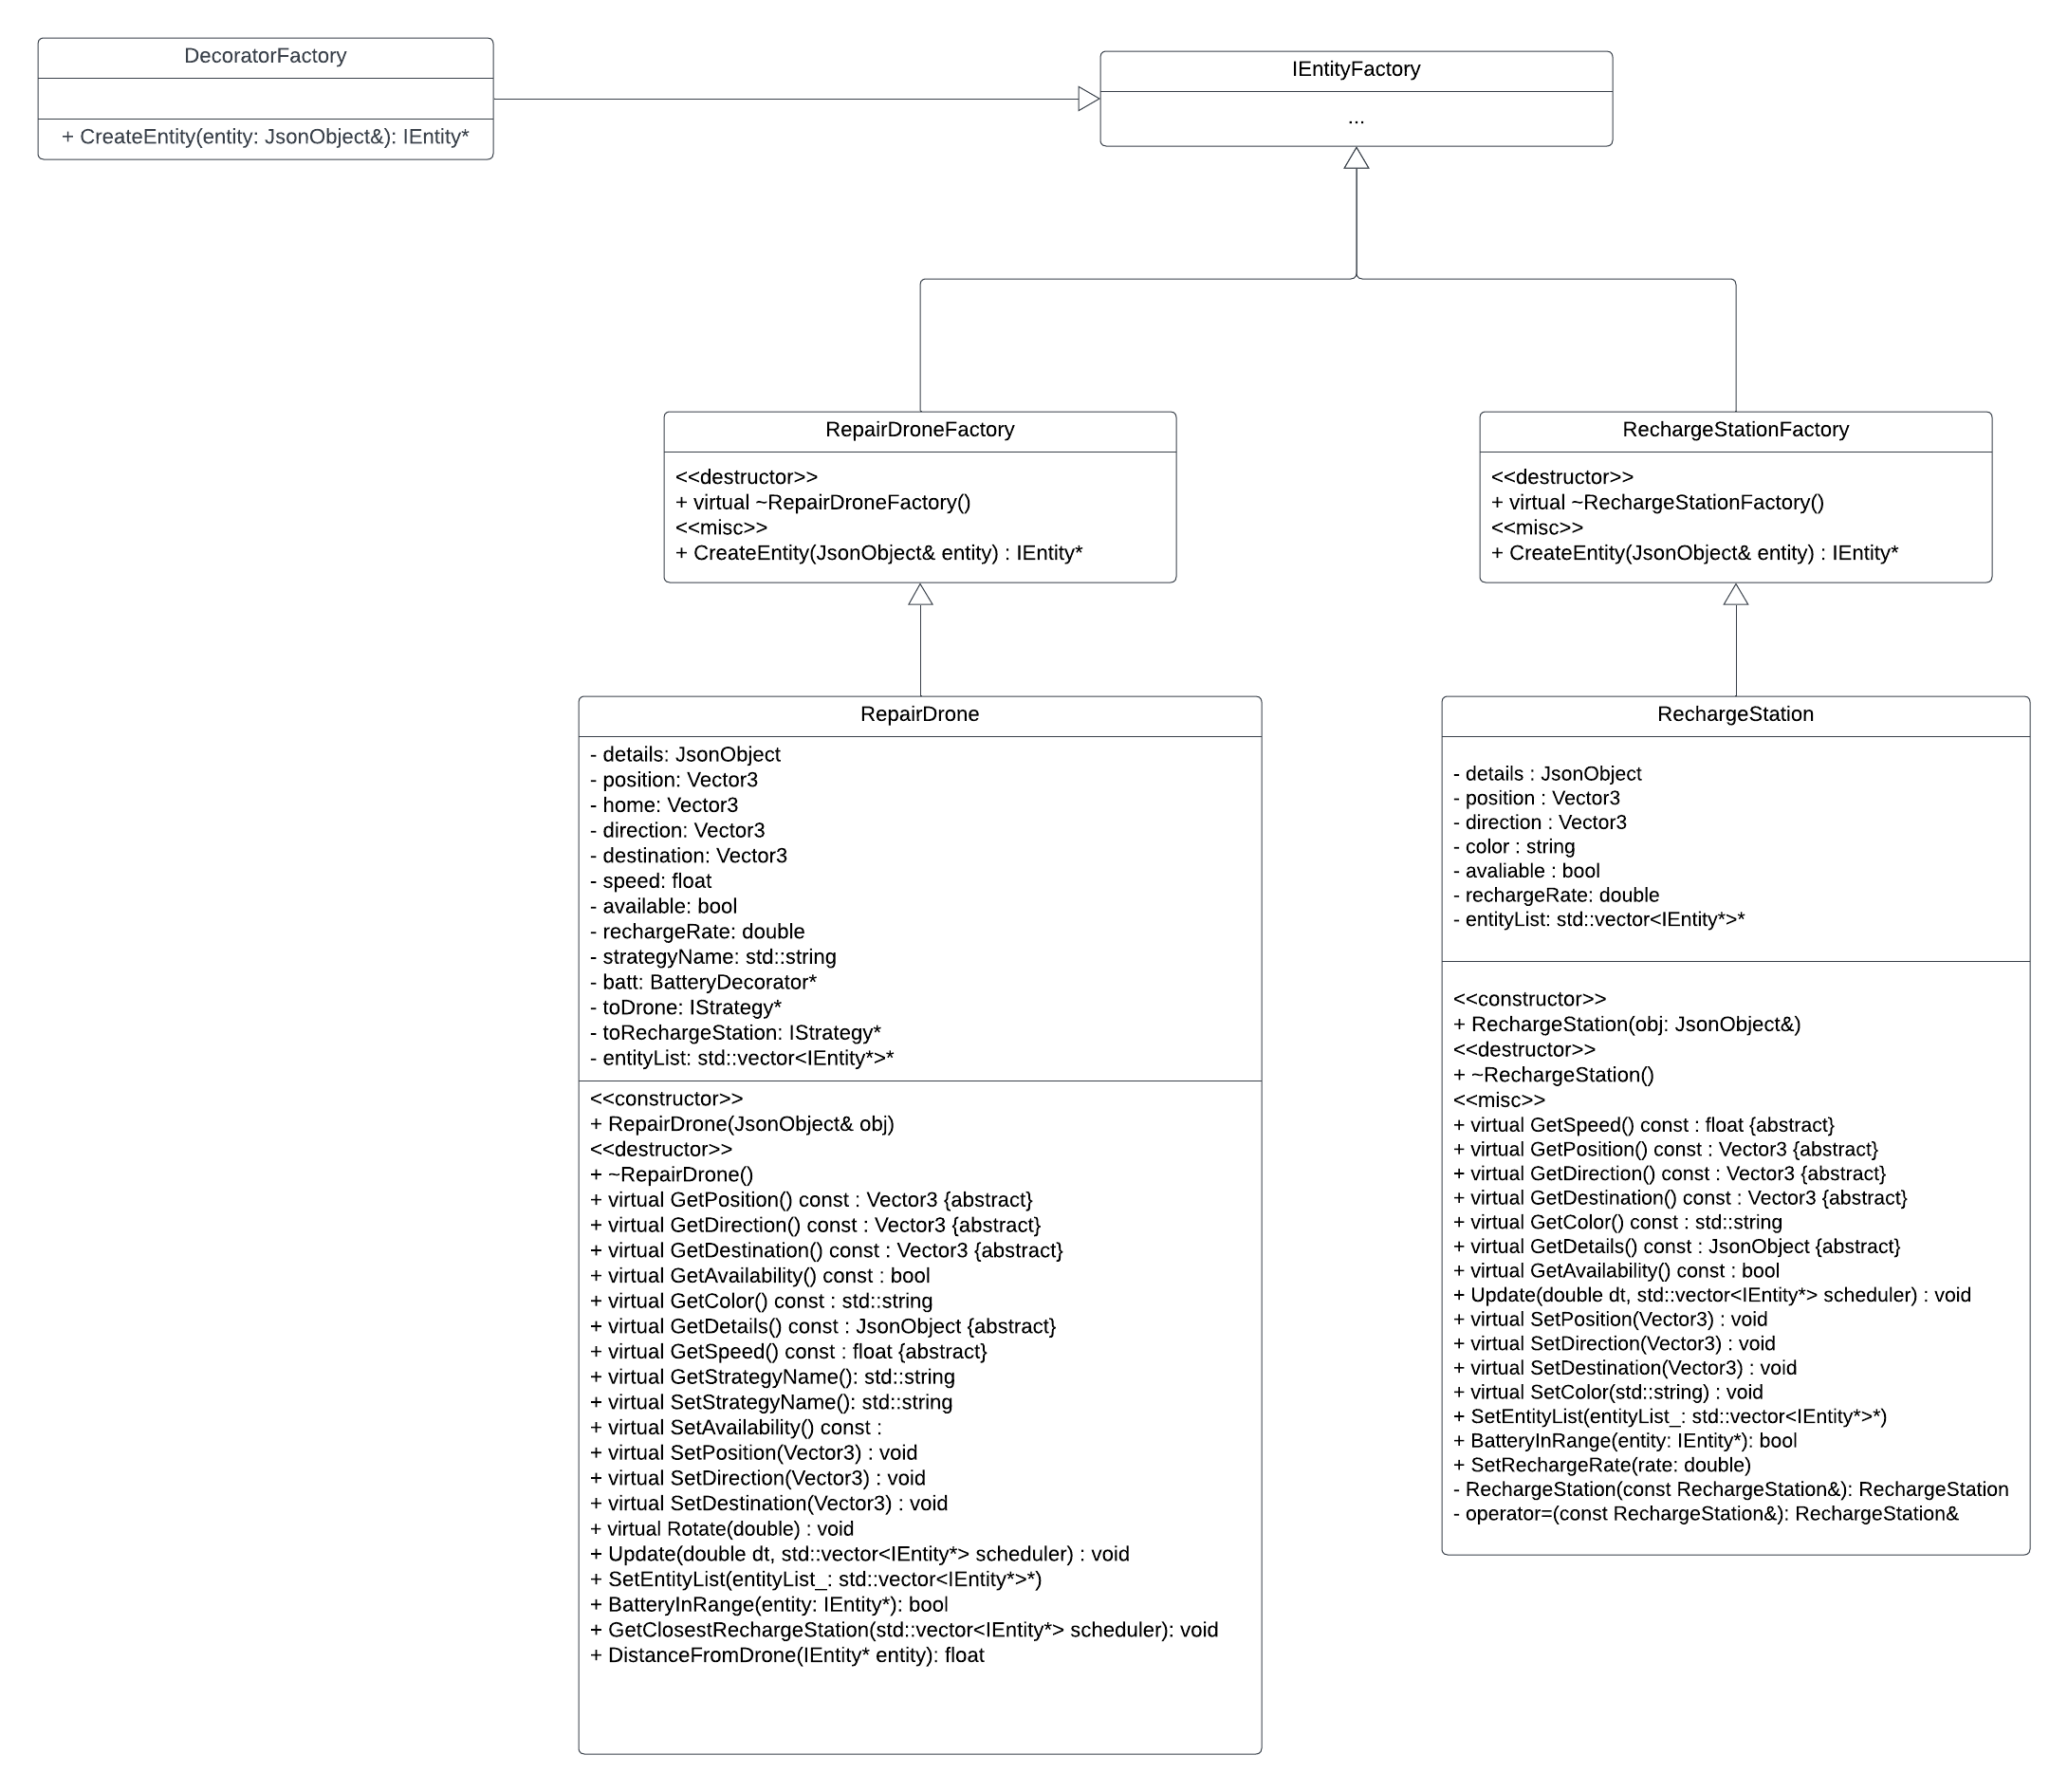 DecoratorFactory
+ CreateEntity(entity: JsonObject&): IEntity*
IEntityFactory
...
RepairDroneFactory
<<destructor>>
+ virtual ~RepairDroneFactory()
<<misc>>
+ CreateEntity(JsonObject& entity) : IEntity*
RechargeStationFactory
<<destructor>>
+ virtual ~RechargeStationFactory()
<<misc>>
+ CreateEntity(JsonObject& entity) : IEntity*
RepairDrone
- details: JsonObject
- position: Vector3
- home: Vector3
- direction: Vector3
- destination: Vector3
- speed: float
- available: bool
- rechargeRate: double
- strategyName: std::string
- batt: BatteryDecorator*
- toDrone: IStrategy*
- toRechargeStation: IStrategy*
- entityList: std::vector<IEntity*>*
<<constructor>>
+ RepairDrone(JsonObject& obj)
<<destructor>>
+ ~RepairDrone()
+ virtual GetPosition() const : Vector3 {abstract}
+ virtual GetDirection() const : Vector3 {abstract}
+ virtual GetDestination() const : Vector3 {abstract}
+ virtual GetAvailability() const : bool
+ virtual GetColor() const : std::string
+ virtual GetDetails() const : JsonObject {abstract}
+ virtual GetSpeed() const : float {abstract}
+ virtual GetStrategyName(): std::string
+ virtual SetStrategyName(): std::string
+ virtual SetAvailability() const :
+ virtual SetPosition(Vector3) : void
+ virtual SetDirection(Vector3) : void
+ virtual SetDestination(Vector3) : void
+ virtual Rotate(double) : void
+ Update(double dt, std::vector<IEntity*> scheduler) : void
+ SetEntityList(entityList_: std::vector<IEntity*>*)
+ BatteryInRange(entity: IEntity*): bool
+ GetClosestRechargeStation(std::vector<IEntity*> scheduler): void
+ DistanceFromDrone(IEntity* entity): float
RechargeStation
- details : JsonObject
- position : Vector3
- direction : Vector3
- color : string
- avaliable : bool
- rechargeRate: double
- entityList: std::vector<IEntity*>*
<<constructor>>
+ RechargeStation(obj: JsonObject&)
<<destructor>>
+ ~RechargeStation()
<<misc>>
+ virtual GetSpeed() const : float {abstract}
+ virtual GetPosition() const : Vector3 {abstract}
+ virtual GetDirection() const : Vector3 {abstract}
+ virtual GetDestination() const : Vector3 {abstract}
+ virtual GetColor() const : std::string
+ virtual GetDetails() const : JsonObject {abstract}
+ virtual GetAvailability() const : bool
+ Update(double dt, std::vector<IEntity*> scheduler) : void
+ virtual SetPosition(Vector3) : void
+ virtual SetDirection(Vector3) : void
+ virtual SetDestination(Vector3) : void
+ virtual SetColor(std::string) : void
+ SetEntityList(entityList_: std::vector<IEntity*>*)
+ BatteryInRange(entity: IEntity*): bool
+ SetRechargeRate(rate: double)
- RechargeStation(const RechargeStation&): RechargeStation
- operator=(const RechargeStation&): RechargeStation&